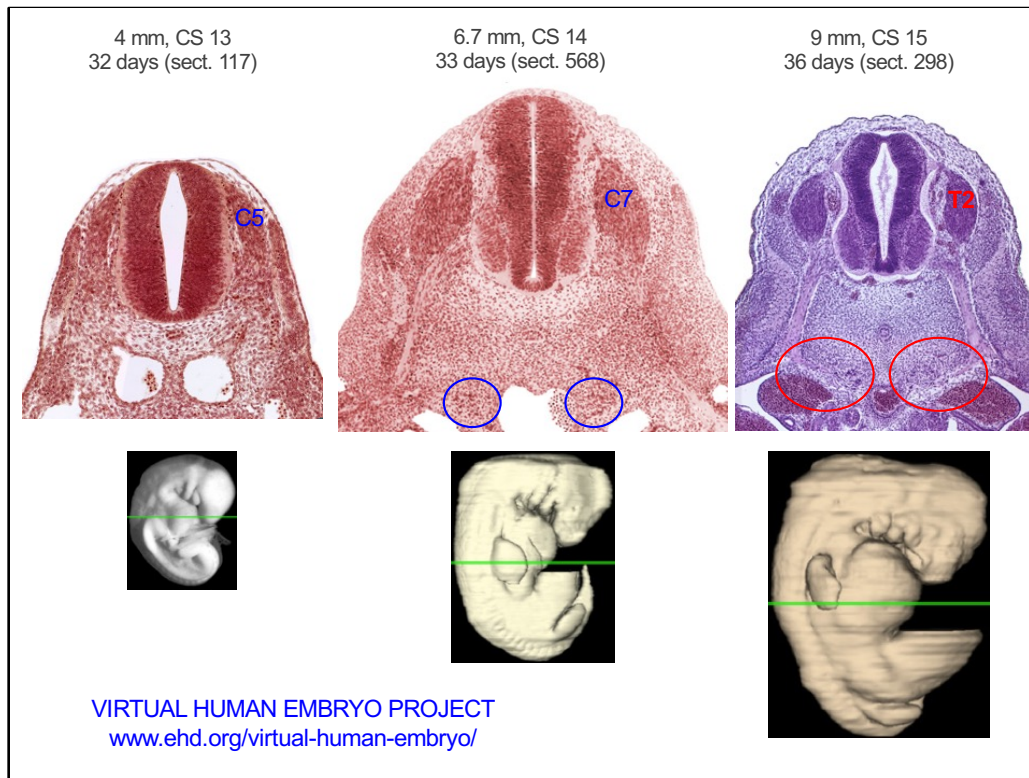 4 mm, CS 13
32 days (sect. 117)
6.7 mm, CS 14
33 days (sect. 568)
9 mm, CS 15
36 days (sect. 298)
C5
C7
T2
VIRTUAL HUMAN EMBRYO PROJECT
www.ehd.org/virtual-human-embryo/